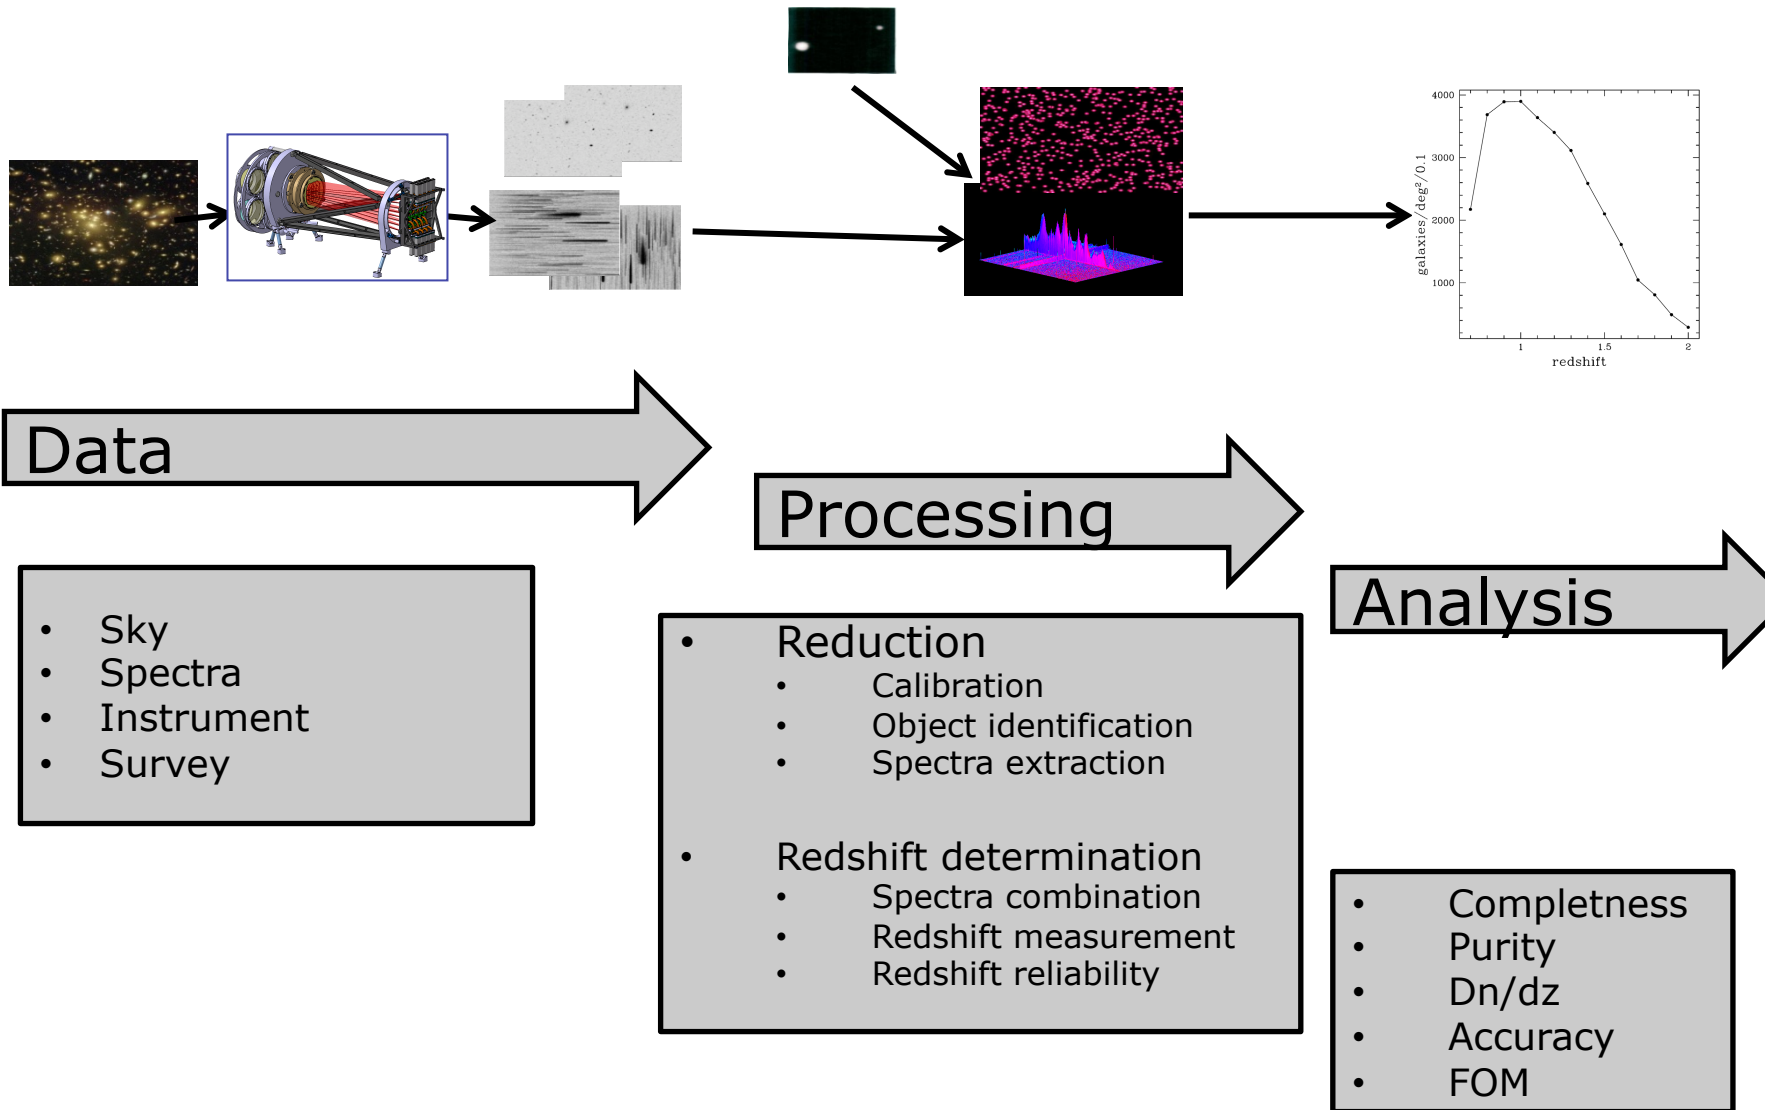 4000
3000
2000
1000
galaxies/deg²/0.1
1
1.5
2
redshift
Data
Processing
Analysis
• Sky
• Spectra
• Instrument
• Survey
• Reduction
• Calibration
• Object identification
• Spectra extraction
• Redshift determination
• Spectra combination
• Redshift measurement
• Redshift reliability
• Completness
• Purity
• Dn/dz
• Accuracy
• FOM